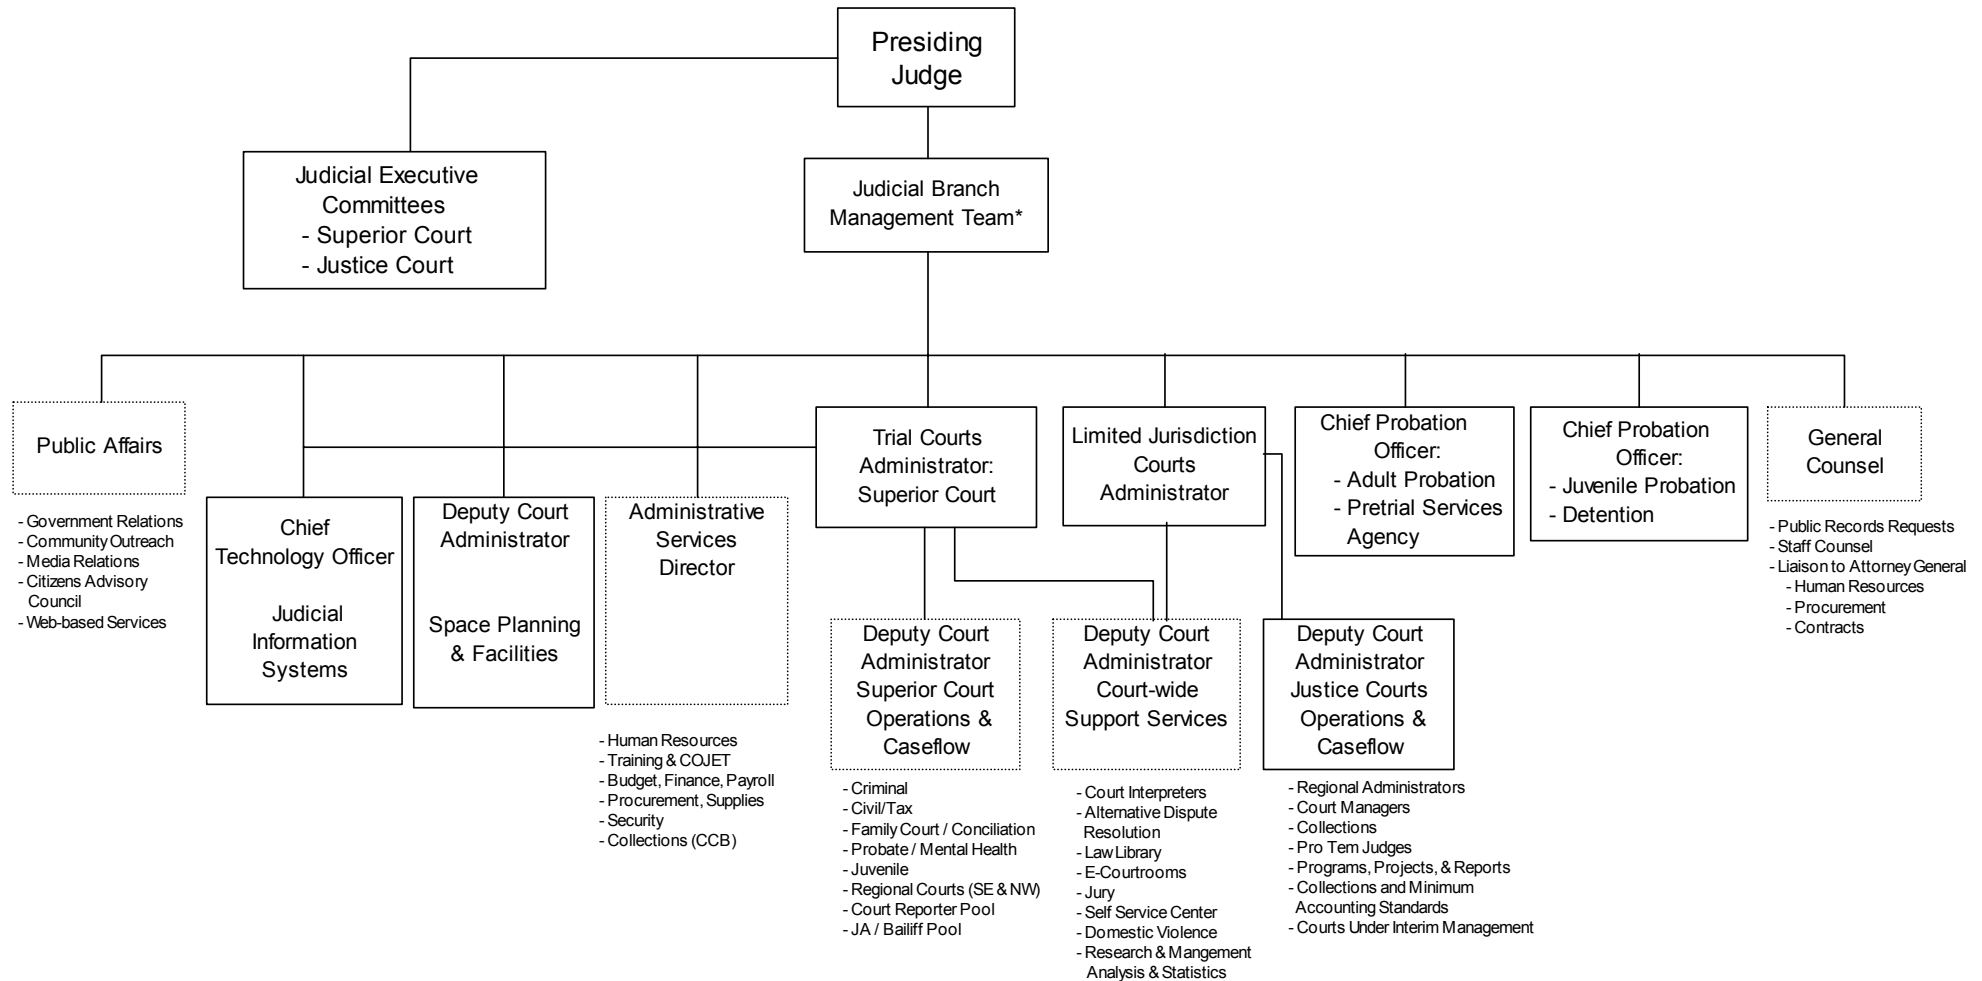 Presiding
Judge
Judicial Executive
Committees
- Superior Court
- Justice Court
Judicial Branch
Management Team*
Public Affairs
- Government Relations
- Community Outreach
- Media Relations
- Citizens Advisory
Council
- Web-based Services
Chief
Technology Officer
Judicial
Information
Systems
Deputy Court
Administrator
Space Planning
& Facilities
Administrative
Services
Director
- Human Resources
- Training & COJET
- Budget, Finance, Payroll
- Procurement, Supplies
- Security
- Collections (CCB)
Trial Courts
Administrator:
Superior Court
Limited Jurisdiction
Courts
Administrator
Chief Probation
Officer:
- Adult Probation
- Pretrial Services
Agency
Chief Probation
Officer:
- Juvenile Probation
- Detention
General
Counsel
- Public Records Requests
- Staff Counsel
- Liaison to Attorney General
- Human Resources
- Procurement
- Contracts
Deputy Court
Administrator
Superior Court
Operations &
Caseflow
- Criminal
- Civil/Tax
- Family Court / Conciliation
- Probate / Mental Health
- Juvenile
- Regional Courts (SE & NW)
- Court Reporter Pool
- JA / Bailiff Pool
Deputy Court
Administrator
Court-wide
Support Services
- Court Interpreters
- Alternative Dispute
Resolution
- Law Library
- E-Courtrooms
- Jury
- Self Service Center
- Domestic Violence
- Research & Mangement
Analysis & Statistics
Deputy Court
Administrator
Justice Courts
Operations &
Caseflow
- Regional Administrators
- Court Managers
- Collections
- Pro Tem Judges
- Programs, Projects, & Reports
- Collections and Minimum
Accounting Standards
- Courts Under Interim Management